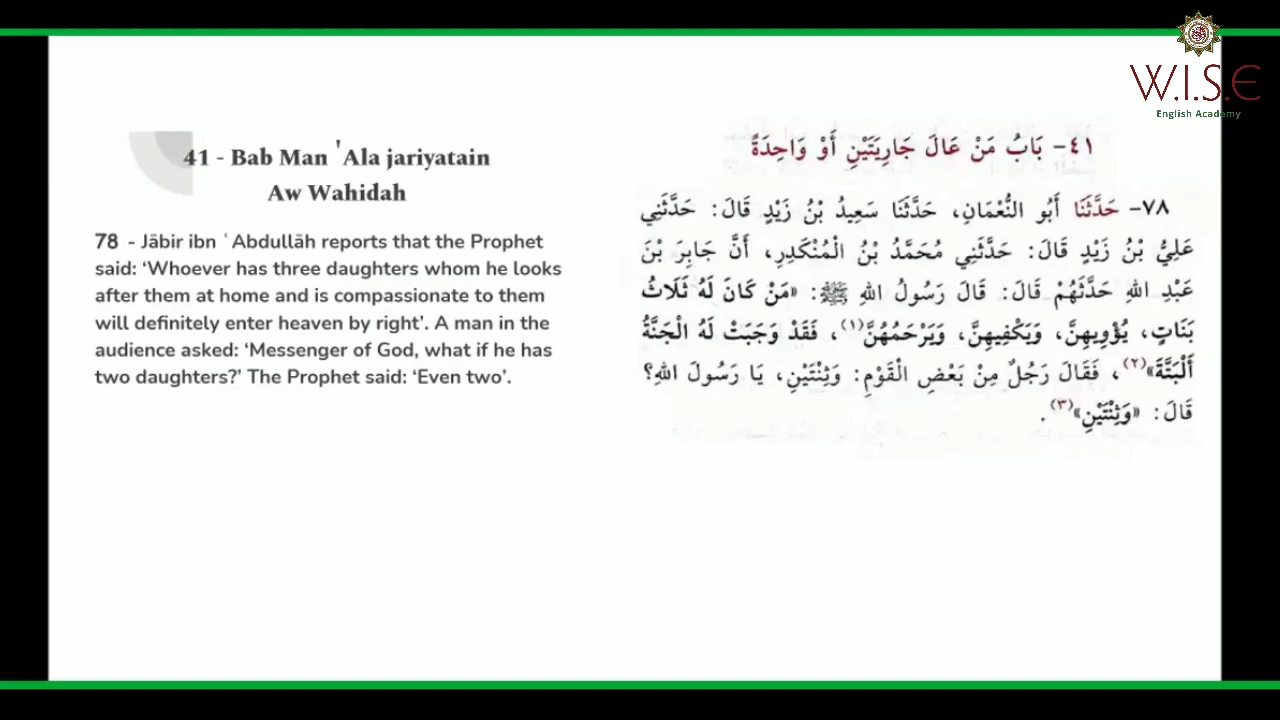 W.I.S.E
English Academy
41 - Bab Man 'Ala jariyatain
Aw Wahidah
78 - Jābir ibn ʿAbdullāh reports that the Prophet
said: ‘Whoever has three daughters whom he looks
after them at home and is compassionate to them
will definitely enter heaven by right’. A man in the
audience asked: ‘Messenger of God, what if he has
two daughters?’ The Prophet said: ‘Even two’.
٤١- بَابُ مَنْ عَالَ جَارِيَتَيْنِ أَوْ وَاحِدَةً
٧٨- حَدَّثَنَا أَبُو النُّعْمَانِ، حَدَّثَنَا سَعِيدُ بْنُ زَيْدٍ قَالَ: حَدَّثَنِي
عَلِيُّ بْنُ زَيْدٍ قَالَ: حَدَّثَنِي مُحَمَّدُ بْنُ الْمُنْكَدِرِ، أَنَّ جَابِرَ بْنَ
عَبْدِ اللهِ حَدَّثَهُمْ قَالَ: قَالَ رَسُولُ اللهِ ﷺ: «مَنْ كَانَ لَهُ ثَلَاثُ
بَنَاتٍ، يُؤْوِيهِنَّ، وَيَكْفِيهِنَّ، وَيَرْحَمُهُنَّ(١)، فَقَدْ وَجَبَتْ لَهُ الْجَنَّةُ
أَلْبَتَّةَ»(٢)، فَقَالَ رَجُلٌ مِنْ بَعْضِ الْقَوْمِ: وَثِنْتَيْنِ، يَا رَسُولَ اللهِ؟
قَالَ: «وَثِنْتَيْنِ»(٣).